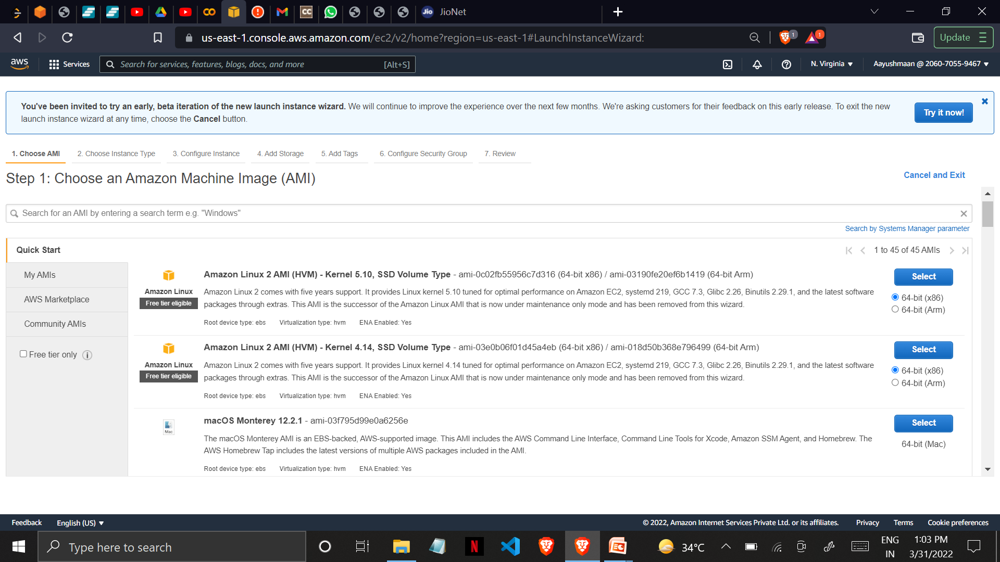 Jio JioNet
us-east-1.console.aws.amazon.com/ec2/v2/home?region=us-east-1#LaunchInstanceWizard:
1
1
Update
aws
Services
Search for services, features, blogs, docs, and more [Alt+S]
N. Virginia
Aayushmaan @ 2060-7055-9467
You've been invited to try an early, beta iteration of the new launch instance wizard. We will continue to improve the experience over the next few months. We're asking customers for their feedback on this early release. To exit the new
launch instance wizard at any time, choose the Cancel button.
Try it now!
1. Choose AMI 2. Choose Instance Type 3. Configure Instance 4. Add Storage 5. Add Tags 6. Configure Security Group 7. Review
Step 1: Choose an Amazon Machine Image (AMI)
Cancel and Exit
Search for an AMI by entering a search term e.g. "Windows"
Search by Systems Manager parameter
Quick Start
My AMIs
AWS Marketplace
Community AMIs
Free tier only
1 to 45 of 45 AMIs
Amazon Linux
Free tier eligible
Amazon Linux 2 AMI (HVM) - Kernel 5.10, SSD Volume Type - ami-0c02fb55956c7d316 (64-bit x86) / ami-03190fe20ef6b1419 (64-bit Arm)
Amazon Linux 2 comes with five years support. It provides Linux kernel 5.10 tuned for optimal performance on Amazon EC2, systemd 219, GCC 7.3, Glibc 2.26, Binutils 2.29.1, and the latest software
packages through extras. This AMI is the successor of the Amazon Linux AMI that is now under maintenance only mode and has been removed from this wizard.
Root device type: ebs Virtualization type: hvm ENA Enabled: Yes
Select
64-bit (x86)
64-bit (Arm)
Amazon Linux
Free tier eligible
Amazon Linux 2 AMI (HVM) - Kernel 4.14, SSD Volume Type - ami-03e0b06f01d45a4eb (64-bit x86) / ami-018d50b368e796499 (64-bit Arm)
Amazon Linux 2 comes with five years support. It provides Linux kernel 4.14 tuned for optimal performance on Amazon EC2, systemd 219, GCC 7.3, Glibc 2.26, Binutils 2.29.1, and the latest software
packages through extras. This AMI is the successor of the Amazon Linux AMI that is now under maintenance only mode and has been removed from this wizard.
Root device type: ebs Virtualization type: hvm ENA Enabled: Yes
Select
64-bit (x86)
64-bit (Arm)
Mac
macOS Monterey 12.2.1 - ami-03f795d99e0a6256e
The macOS Monterey AMI is an EBS-backed, AWS-supported image. This AMI includes the AWS Command Line Interface, Command Line Tools for Xcode, Amazon SSM Agent, and Homebrew. The
AWS Homebrew Tap includes the latest versions of multiple AWS packages included in the AMI.
Root device type: ebs Virtualization type: hvm ENA Enabled: Yes
Select
64-bit (Mac)
Feedback English (US)
© 2022, Amazon Internet Services Private Ltd. or its affiliates. Privacy Terms Cookie preferences
Type here to search
34°C
ENG
IN
1:03 PM
3/31/2022